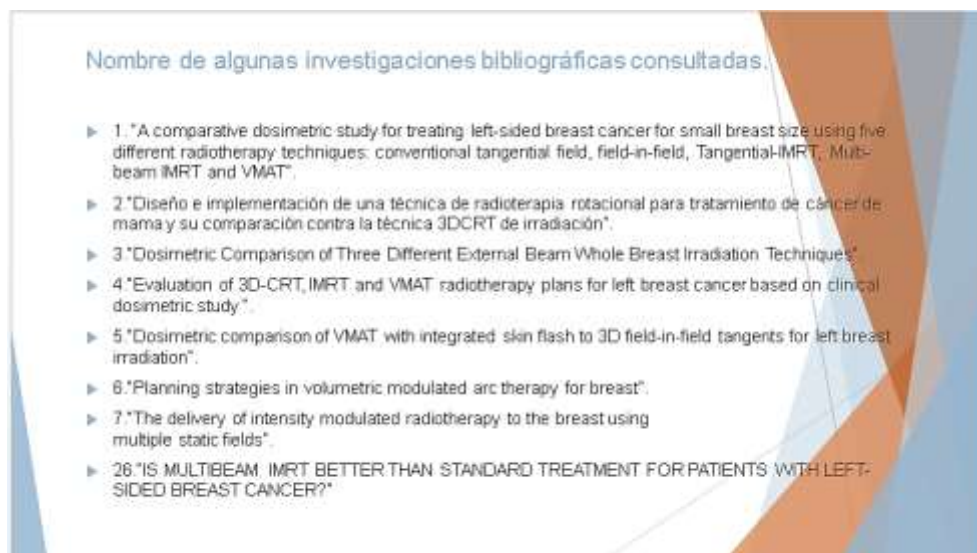 Nombre de algunas investigaciones bibliográficas consultadas.
1."A comparative dosimetric study for treating left-sided breast cancer for small breast size using five
different radiotherapy techniques: conventional tangential field, field-in-field, Tangential-IMRT, Multi-
beam IMRT and VMAT".
2."Diseño e implementación de una técnica de radioterapia rotacional para tratamiento de cáncer de
mama y su comparación contra la técnica 3DCRT de irradiación".
3."Dosimetric Comparison of Three Different External Beam Whole Breast Irradiation Techniques"
4."Evaluation of 3D-CRT, IMRT and VMAT radiotherapy plans for left breast cancer based on clinical
dosimetric study ".
5."Dosimetric comparison of VMAT with integrated skin flash to 3D field-in-field tangents for left breast
irradiation".
6."Planning strategies in volumetric modulated arc therapy for breast".
7."The delivery of intensity modulated radiotherapy to the breast using
multiple static fields".
26."IS MULTIBEAM IMRT BETTER THAN STANDARD TREATMENT FOR PATIENTS WITH LEFT-
SIDED BREAST CANCER?"